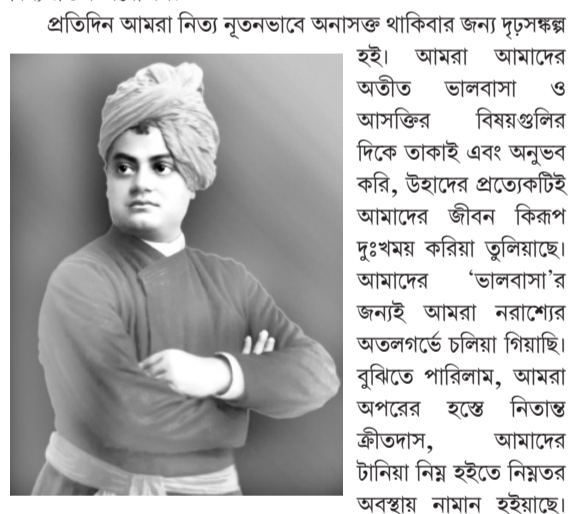 প্রতিদিন আমরা নিত্য নূতনভাবে অনাসক্ত থাকিবার জন্য দৃঢ়সঙ্কল্প
হই। আমরা আমাদের
অতীত ভালবাসা ও
আসক্তির বিষয়গুলির
দিকে তাকাই এবং অনুভব
করি, উহাদের প্রত্যেকটিই
আমাদের জীবন কিরূপ
দুঃখময় করিয়া তুলিয়াছে।
আমাদের ‘ভালবাসা’র
জন্যই আমরা নরাশ্যের
অতলগর্ভে চলিয়া গিয়াছি।
বুঝিতে পারিলাম, আমরা
অপরের হস্তে নিতান্ত
ক্রীতদাস, আমাদের
টানিয়া নিম্ন হইতে নিম্নতর
অবস্থায় নামান হইয়াছে।